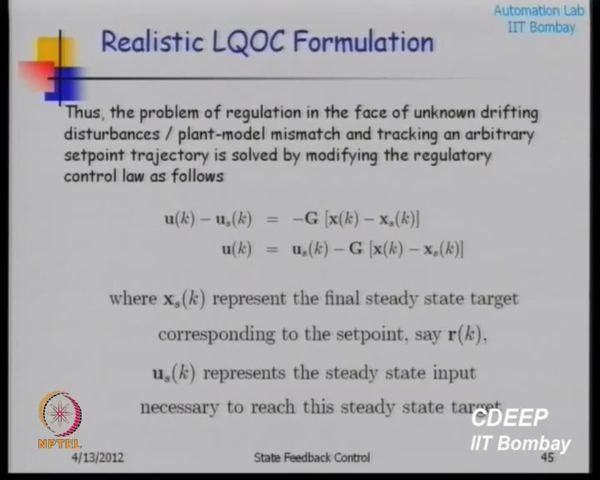 Automation Lab
IIT Bombay
Realistic LQOC Formulation
Thus, the problem of regulation in the face of unknown drifting
disturbances / plant-model mismatch and tracking an arbitrary
setpoint trajectory is solved by modifying the regulatory
control law as follows
u(k) − uₛ(k) = −G [x(k) − xₛ(k)]
u(k) = uₛ(k) − G [x(k) − xₛ(k)]
where xₛ(k) represent the final steady state target
corresponding to the setpoint, say r(k),
uₛ(k) represents the steady state input
necessary to reach this steady state target
CDEEP
IIT Bombay
NPTEL
4/13/2012 State Feedback Control 45